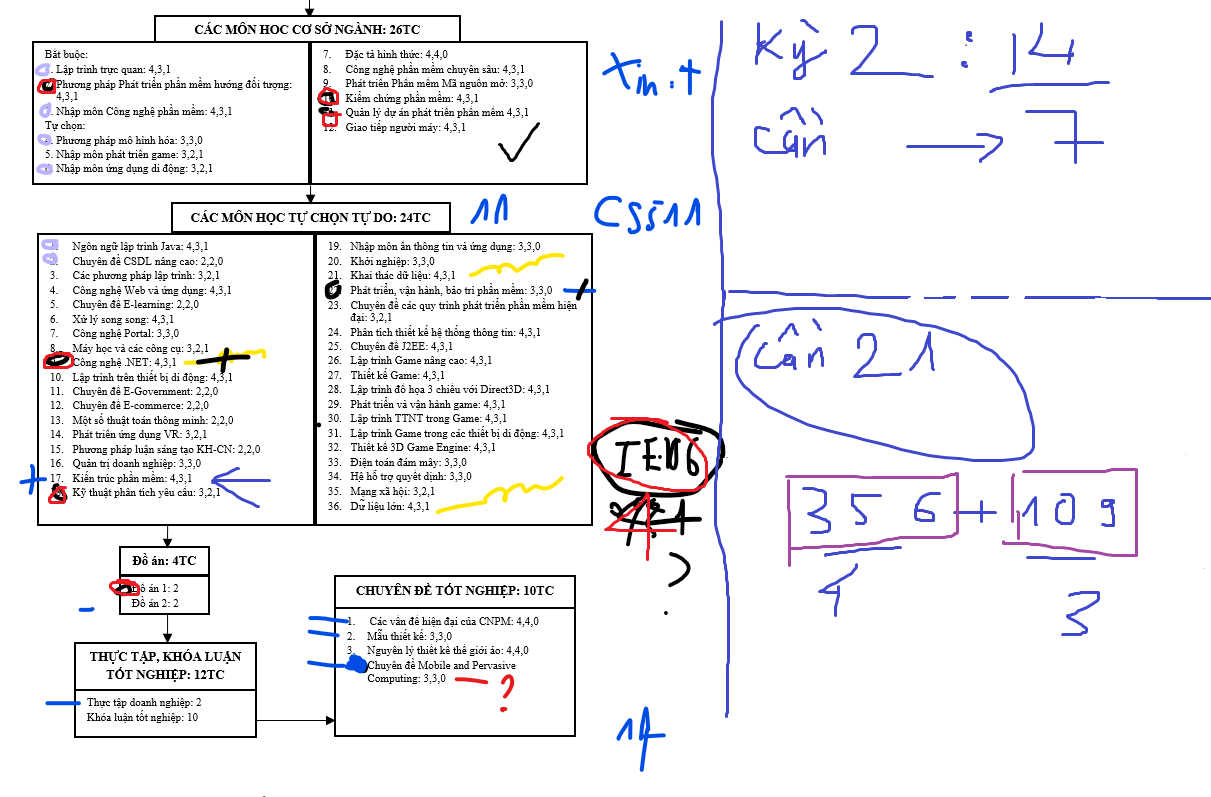 CÁC MÔN HOC CƠ SỞ NGÀNH: 26TC
Bắt buộc:
Lập trình trực quan: 4,3,1
Phương pháp Phát triển phần mềm hướng đối tượng:
4,3,1
Nhập môn Công nghệ phần mềm: 4,3,1
Tự chọn:
Phương pháp mô hình hóa: 3,3,0
5. Nhập môn phát triển game: 3,2,1
Nhập môn ứng dụng di động: 3,2,1
7. Đặc tả hình thức: 4,4,0
8. Công nghệ phần mềm chuyên sâu: 4,3,1
9. Phát triển Phần mềm Mã nguồn mở: 3,3,0
Kiểm chứng phần mềm: 4,3,1
Quản lý dự án phát triển phần mềm 4,3,1
12. Giao tiếp người máy: 4,3,1
CÁC MÔN HỌC TỰ CHỌN TỰ DO: 24TC
11
Ngôn ngữ lập trình Java: 4,3,1
Chuyên đề CSDL nâng cao: 2,2,0
3. Các phương pháp lập trình: 3,2,1
4. Công nghệ Web và ứng dụng: 4,3,1
5. Chuyên đề E-learning: 2,2,0
6. Xử lý song song: 4,3,1
7. Công nghệ Portal: 3,3,0
8. Máy học và các công cụ: 3,2,1
Công nghệ .NET: 4,3,1
10. Lập trình trên thiết bị di động: 4,3,1
11. Chuyên đề E-Government: 2,2,0
12. Chuyên đề E-commerce: 2,2,0
13. Một số thuật toán thông minh: 2,2,0
14. Phát triển ứng dụng VR: 3,2,1
15. Phương pháp luận sáng tạo KH-CN: 2,2,0
16. Quản trị doanh nghiệp: 3,3,0
17. Kiến trúc phần mềm: 4,3,1
Kỹ thuật phân tích yêu cầu: 3,2,1
19. Nhập môn ẩn thông tin và ứng dụng: 3,3,0
20. Khởi nghiệp: 3,3,0
21. Khai thác dữ liệu: 4,3,1
Phát triển, vận hành, bảo trì phần mềm: 3,3,0
23. Chuyên đề các quy trình phát triển phần mềm hiện
đại: 3,2,1
24. Phân tích thiết kế hệ thống thông tin: 4,3,1
25. Chuyên đề J2EE: 4,3,1
26. Lập trình Game nâng cao: 4,3,1
27. Thiết kế Game: 4,3,1
28. Lập trình đồ họa 3 chiều với Direct3D: 4,3,1
29. Phát triển và vận hành game: 4,3,1
30. Lập trình TTNT trong Game: 4,3,1
31. Lập trình Game trong các thiết bị di động: 4,3,1
32. Thiết kế 3D Game Engine: 4,3,1
33. Điện toán đám mây: 3,3,0
34. Hệ hỗ trợ quyết định: 3,3,0
35. Mạng xã hội: 3,2,1
36. Dữ liệu lớn: 4,3,1
Đồ án: 4TC
Đồ án 1: 2
Đồ án 2: 2
THỰC TẬP, KHÓA LUẬN
TỐT NGHIỆP: 12TC
Thực tập doanh nghiệp: 2
Khóa luận tốt nghiệp: 10
CHUYÊN ĐỀ TỐT NGHIỆP: 10TC
1. Các vấn đề hiện đại của CNPM: 4,4,0
2. Mẫu thiết kế: 3,3,0
3. Nguyên lý thiết kế thế giới ảo: 4,4,0
Chuyên đề Mobile and Pervasive
Computing: 3,3,0
?
14
CSS11
Kỳ 2 : 14
Cần → 7
Cần 21
356 + 109
4 3